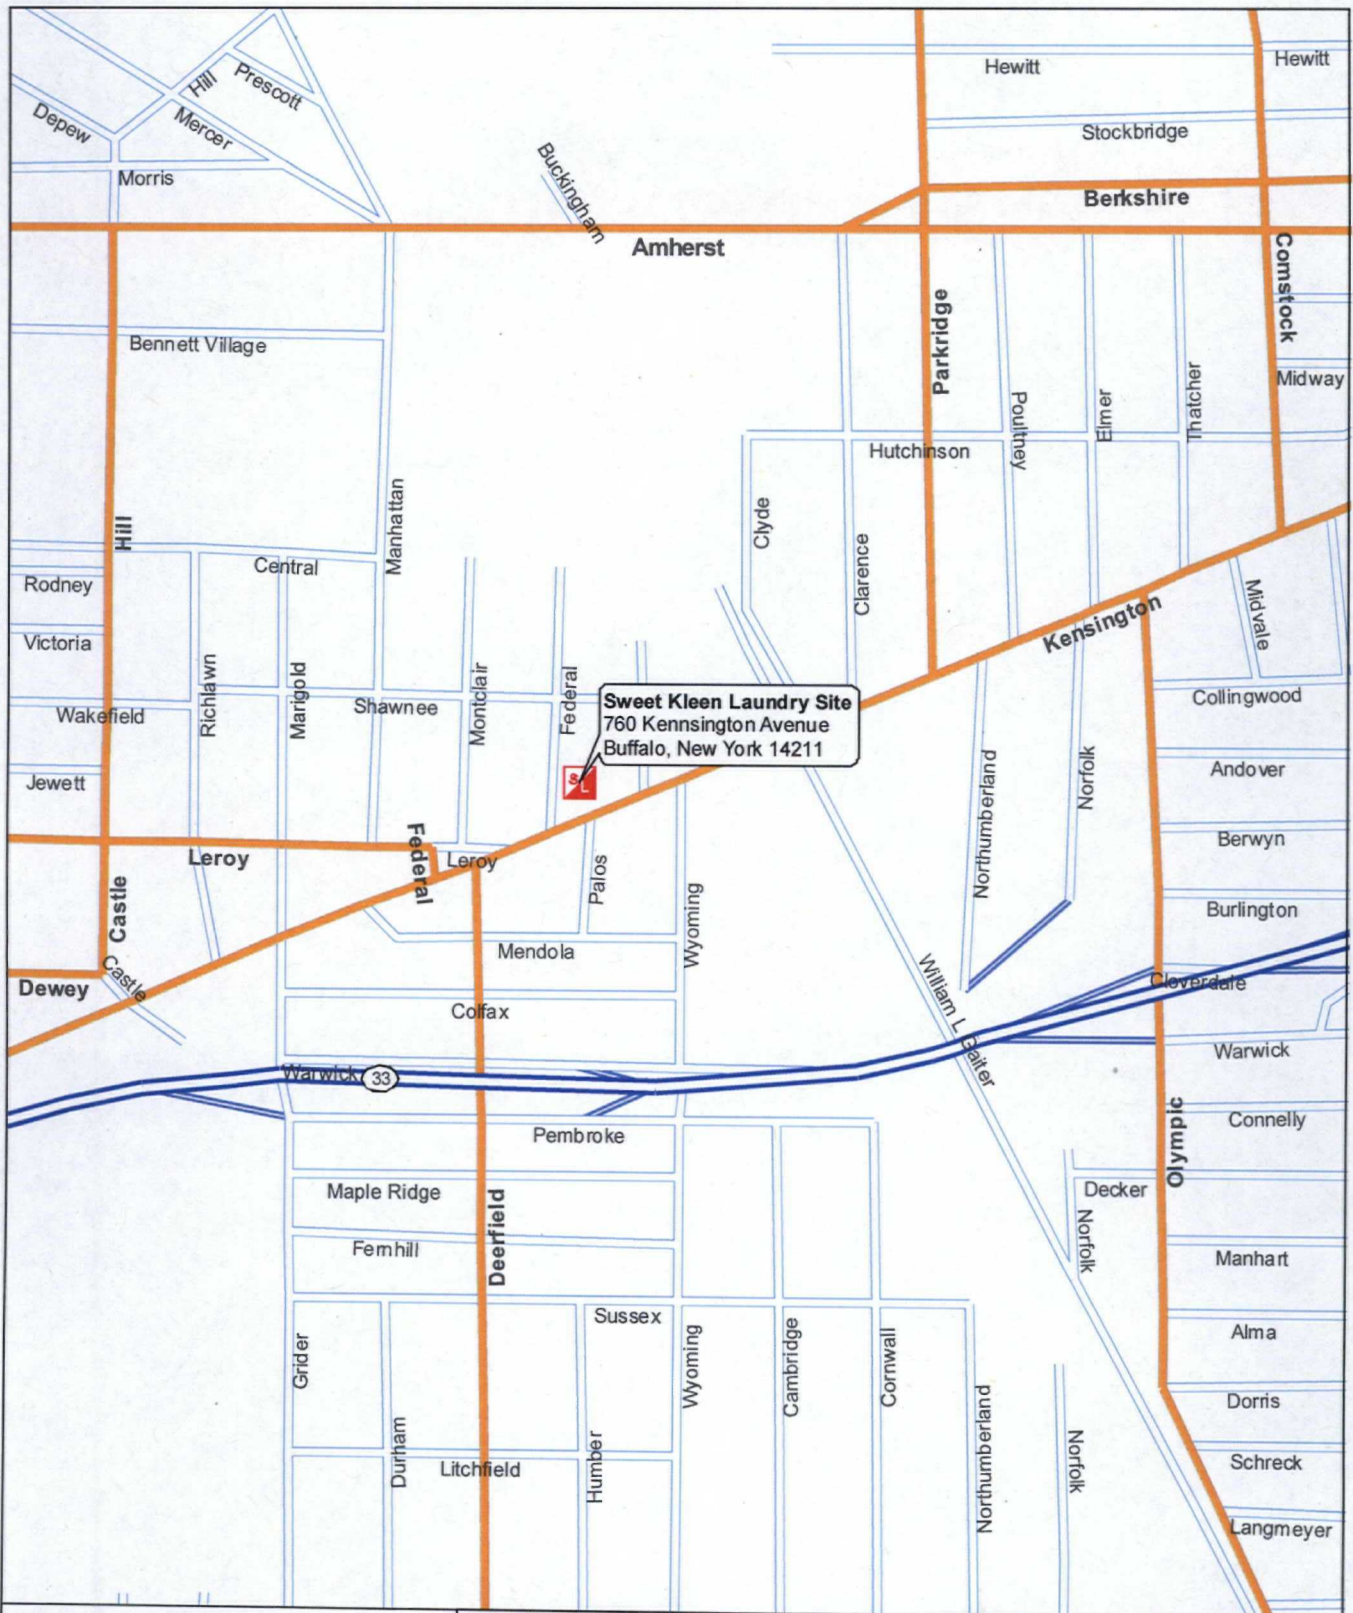 Hewitt
Hewitt
Hill
Prescott
Depew
Mercer
Stockbridge
Morris
Buckingham
Berkshire
Amherst
Comstock
Parkridge
Bennett Village
Midway
Poultney
Elmer
Thatcher
Hutchinson
Hill
Manhattan
Clyde
Clarence
Central
Rodney
Midvale
Kensington
Victoria
Richlawn
Marigold
Montclair
Federal
Wakefield
Shawnee
Collingwood
Sweet Kleen Laundry Site
760 Kennsington Avenue
Buffalo, New York 14211
Northumberland
Norfolk
Andover
Jewett
S
L
Berwyn
Federal
Leroy
Leroy
Palos
Castle
Wyoming
Burlington
Mendola
Castle
Dewey
William L Gaiter
Cloverdale
Colfax
Warwick
33
Warwick
Olympic
Connelly
Pembroke
Maple Ridge
Decker
Deerfield
Norfolk
Fernhill
Manhart
Sussex
Alma
Grider
Wyoming
Cambridge
Cornwall
Dorris
Northumberland
Durham
Humber
Norfolk
Litchfield
Schreck
Langmeyer